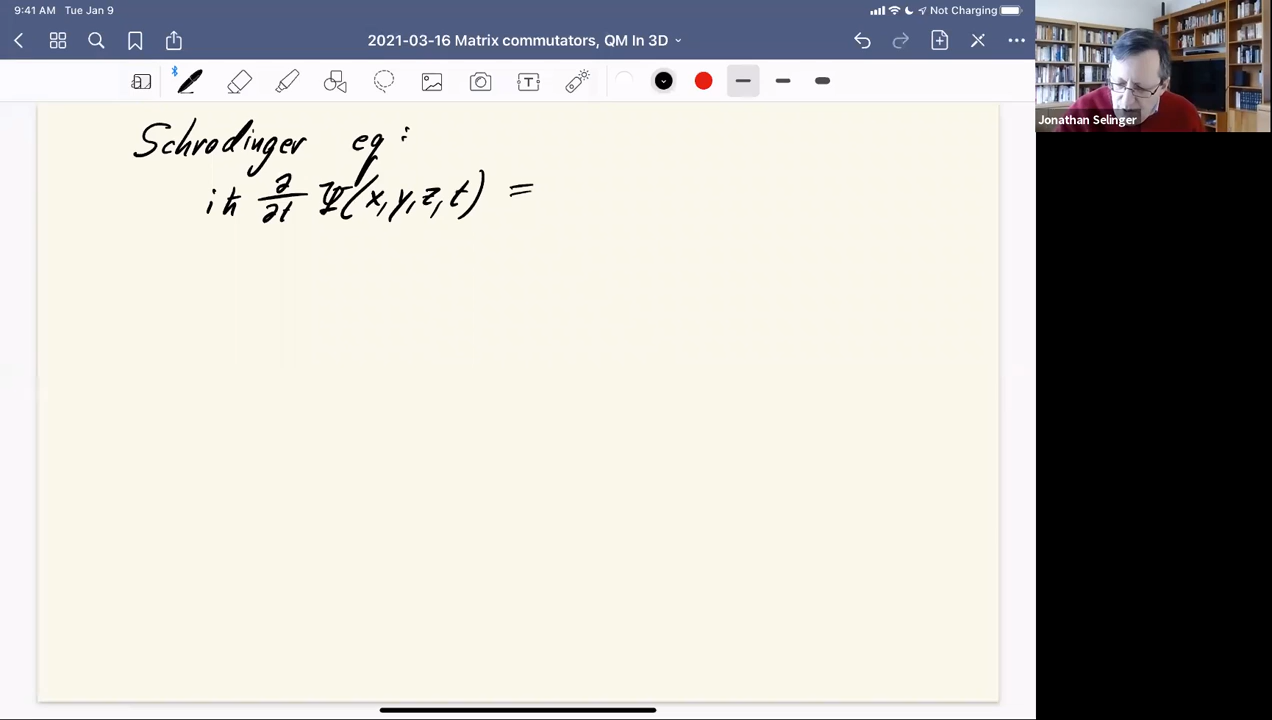 9:41 AM Tue Jan 9
Not Charging
2021-03-16 Matrix commutators, QM In 3D
Jonathan Selinger
Schrodinger eq:
iħ ∂/∂t Ψ(x,y,z,t) =